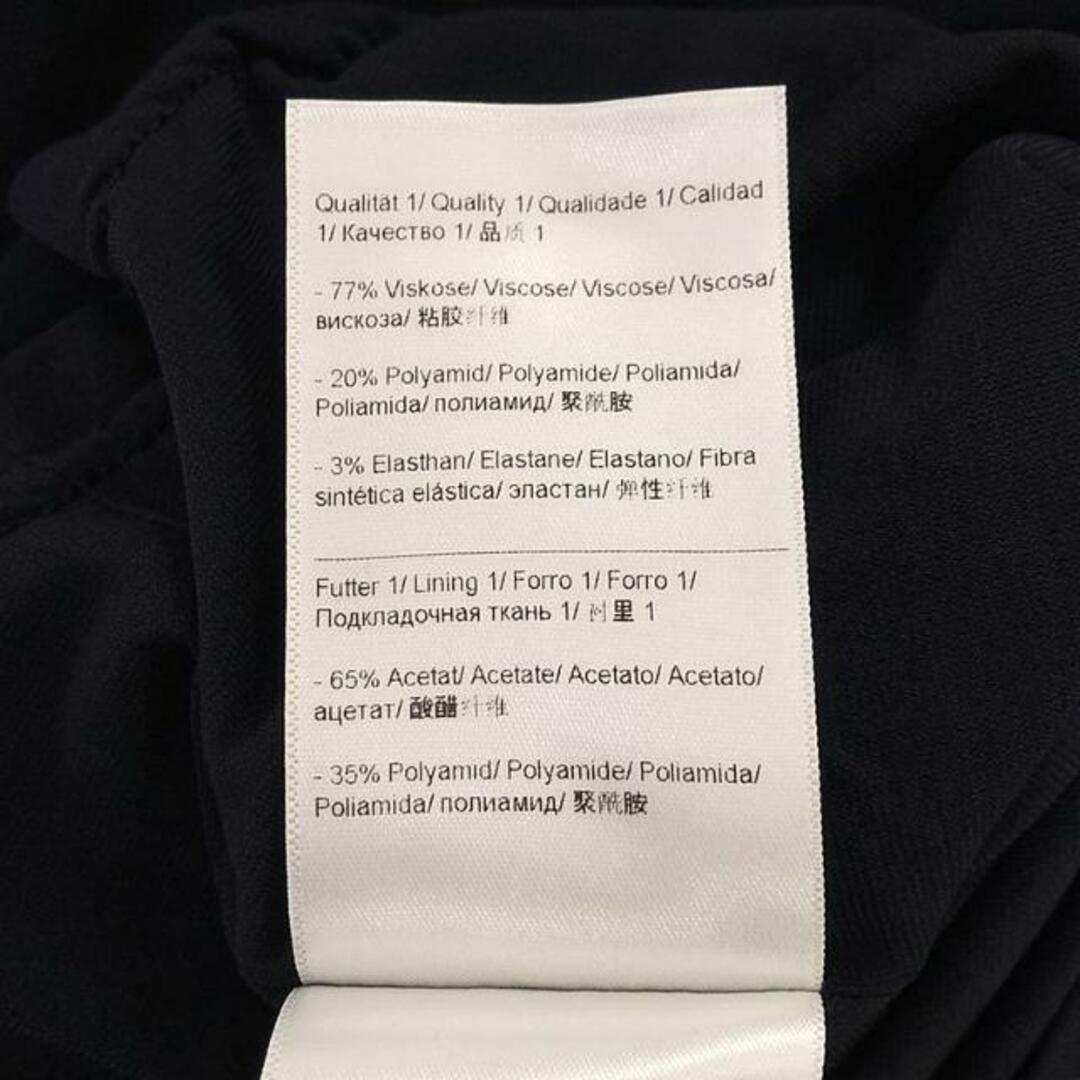 Qualität 1/ Quality 1/ Qualidade 1/ Calidad
1/ Качество 1/ 品质 1
- 77% Viskose/ Viscose/ Viscose/ Viscosa/
вискоза/ 粘胶纤维
- 20% Polyamid/ Polyamide/ Poliamida/
Poliamida/ полиамид/ 聚酰胺
- 3% Elasthan/ Elastane/ Elastano/ Fibra
sintética elástica/ эластан/ 弹性纤维
Futter 1/ Lining 1/ Forro 1/ Forro 1/
Подкладочная ткань 1/ 衬里 1
- 65% Acetat/ Acetate/ Acetato/ Acetato/
ацетат/ 酸醋纤维
- 35% Polyamid/ Polyamide/ Poliamida/
Poliamida/ полиамид/ 聚酰胺